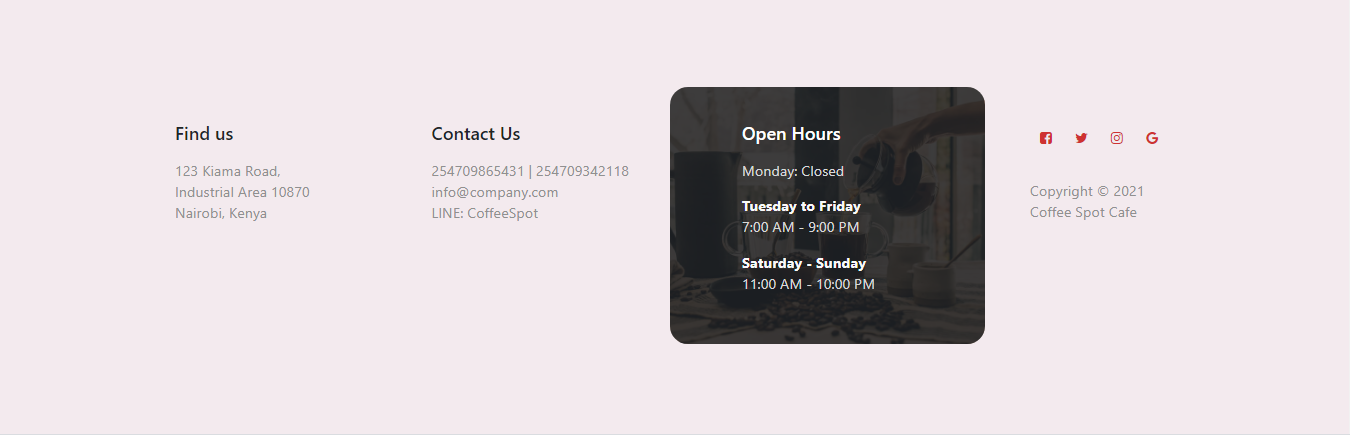 Find us
123 Kiama Road,
Industrial Area 10870
Nairobi, Kenya
Contact Us
254709865431 | 254709342118
info@company.com
LINE: CoffeeSpot
Open Hours
Monday: Closed
Tuesday to Friday
7:00 AM - 9:00 PM
Saturday - Sunday
11:00 AM - 10:00 PM
Copyright © 2021
Coffee Spot Cafe